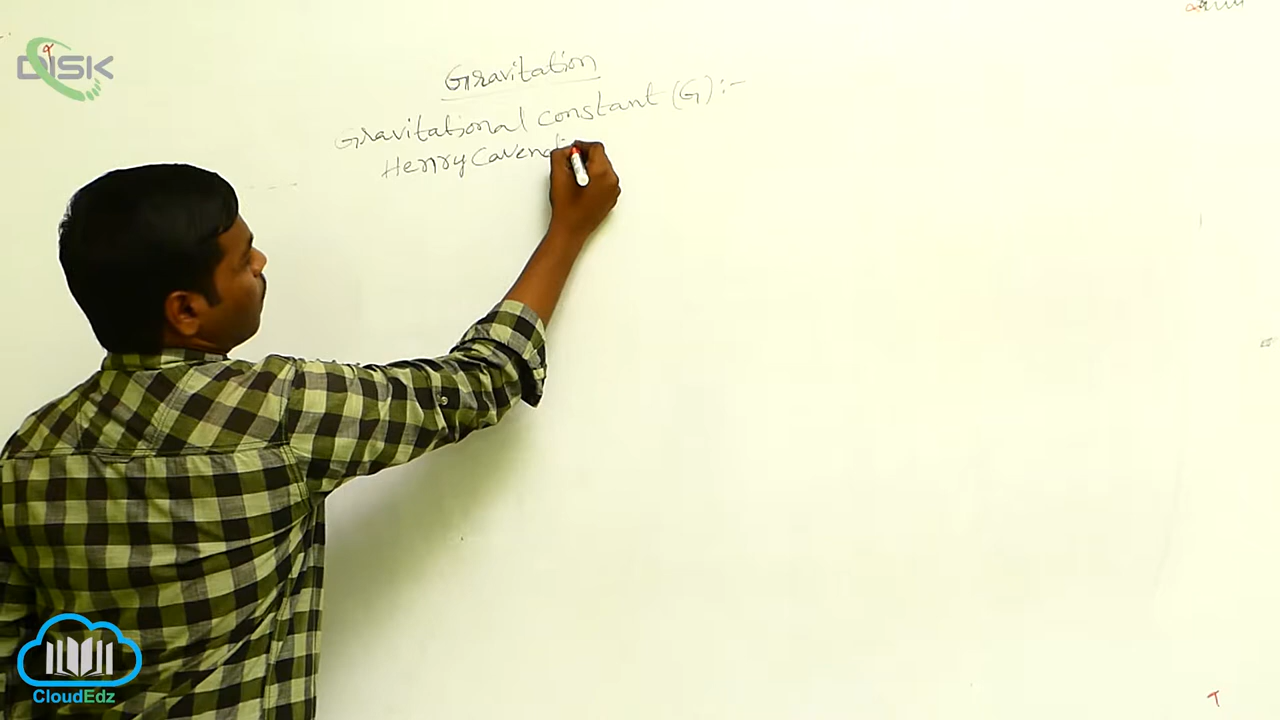 DISK
Gravitation
Gravitational constant (G):-
Henry Cavend
CloudEdz
T